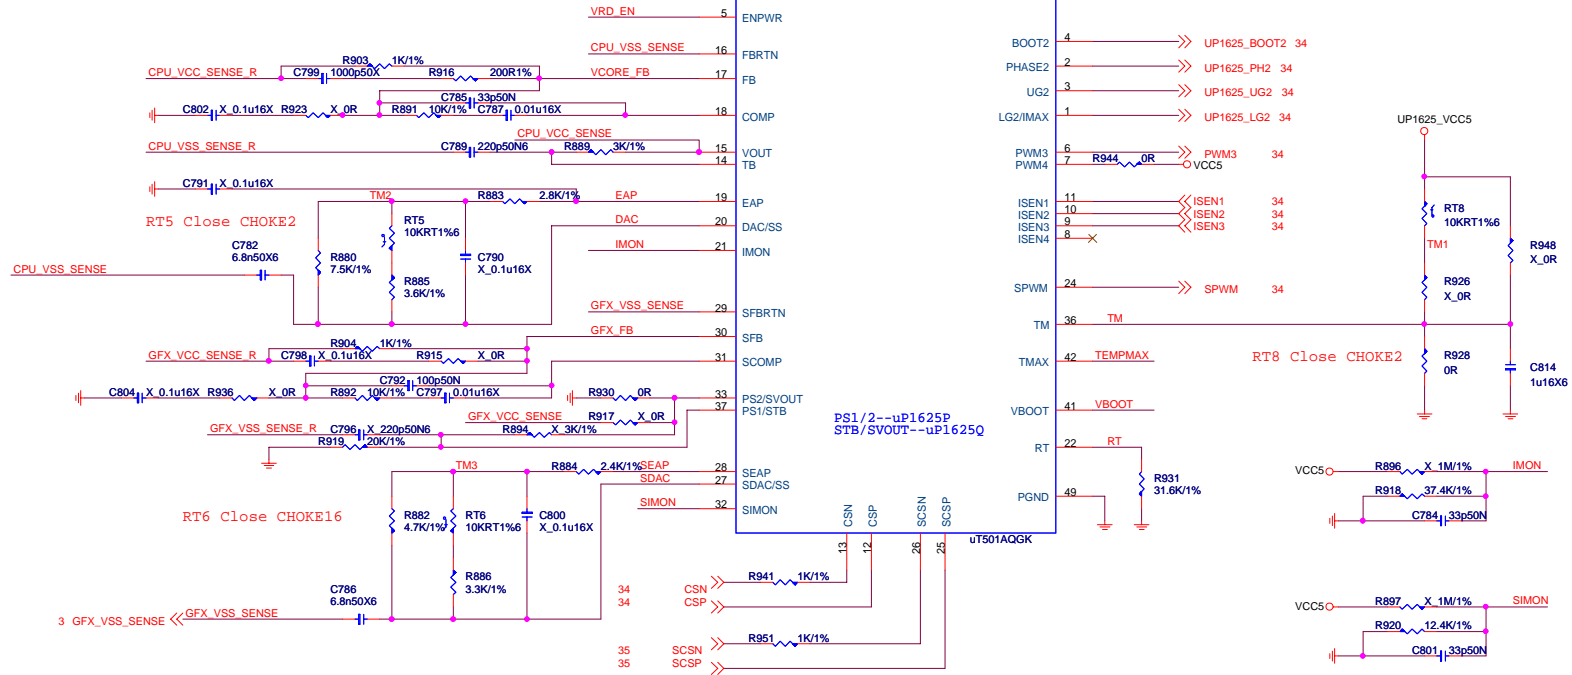 VRD_EN 5 ENPWR
CPU_VSS_SENSE 16 FBRTN
R903 1K/1%
CPU_VCC_SENSE_R C799 1000p50X R916 200R1% VCORE_FB 17 FB
C785 33p50N
C802 X_0.1u16X R923 X_0R R891 10K/1% C787 0.01u16X 18 COMP
CPU_VCC_SENSE
CPU_VSS_SENSE_R C789 220p50N6 R889 3K/1% 15 VOUT
14 TB
C791 X_0.1u16X
TM2 R883 2.8K/1% EAP 19 EAP
RT5 Close CHOKE2
RT5
10KRT1%6
DAC 20 DAC/SS
C782
6.8n50X6
IMON 21 IMON
CPU_VSS_SENSE
R880
7.5K/1%
C790
X_0.1u16X
R885
3.6K/1%
GFX_VSS_SENSE 29 SFBRTN
GFX_FB 30 SFB
R904 1K/1%
GFX_VCC_SENSE_R C798 X_0.1u16X R915 X_0R 31 SCOMP
C792 100p50N
C804 X_0.1u16X R936 X_0R R892 10K/1% C797 0.01u16X
R930 0R 33 PS2/SVOUT
37 PS1/STB
GFX_VCC_SENSE R917 X_0R
GFX_VSS_SENSE_R C796 X_220p50N6 R894 X_3K/1%
R919 20K/1%
TM3 R884 2.4K/1% SEAP 28 SEAP
SDAC 27 SDAC/SS
SIMON 32 SIMON
RT6 Close CHOKE16
R882
4.7K/1%
RT6
10KRT1%6
C800
X_0.1u16X
R886
3.3K/1%
C786
6.8n50X6
3 GFX_VSS_SENSE GFX_VSS_SENSE
BOOT2 4 UP1625_BOOT2 34
PHASE2 2 UP1625_PH2 34
UG2 3 UP1625_UG2 34
LG2/IMAX 1 UP1625_LG2 34
PWM3 6 PWM3 34
PWM4 7 R944 0R VCC5
ISEN1 11 ISEN1 34
ISEN2 10 ISEN2 34
ISEN3 9 ISEN3 34
ISEN4 8
SPWM 24 SPWM 34
TM 36 TM
TMAX 42 TEMPMAX
VBOOT 41 VBOOT
RT 22 RT
R931
31.6K/1%
PGND 49
PS1/2--uP1625P
STB/SVOUT--uP1625Q
CSN CSP SCSN SCSP
13 12 26 25
uT501AQGK
34 CSN R941 1K/1%
34 CSP
35 SCSN R951 1K/1%
35 SCSP
UP1625_VCC5
RT8
10KRT1%6
TM1
R948
X_0R
R926
X_0R
RT8 Close CHOKE2
R928
0R
C814
1u16X6
VCC5 R896 X_1M/1% IMON
R918 37.4K/1%
C784 33p50N
VCC5 R897 X_1M/1% SIMON
R920 12.4K/1%
C801 33p50N